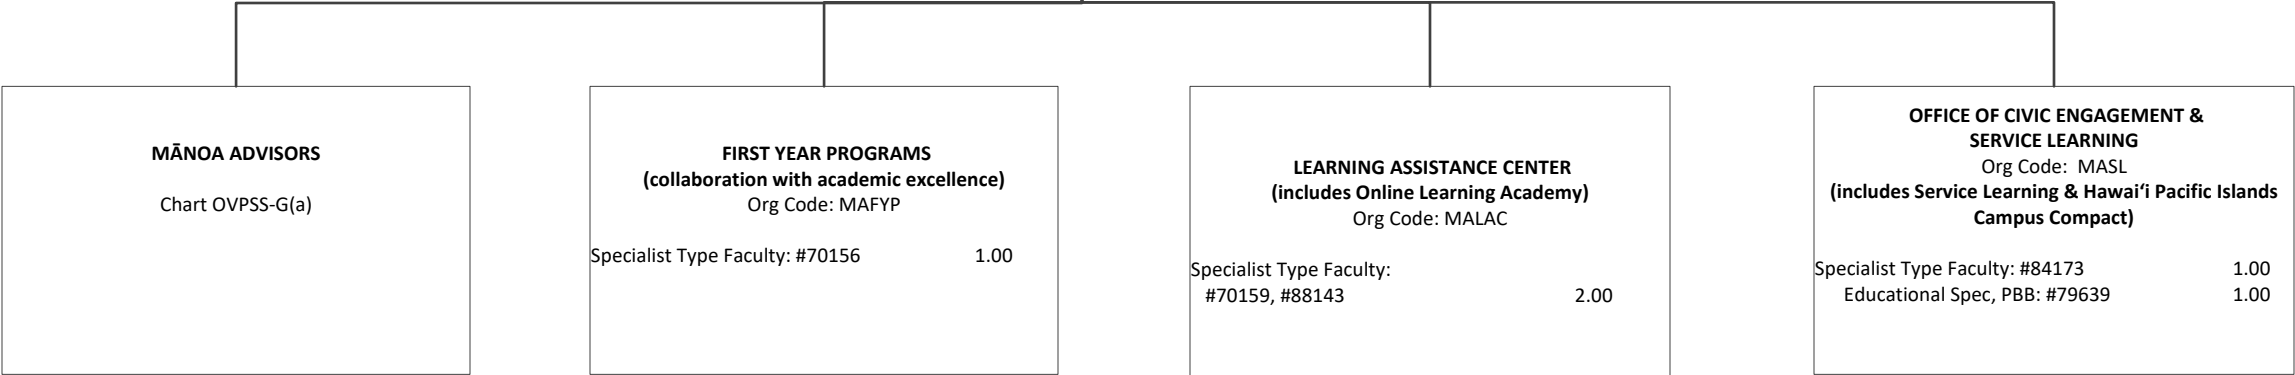 MĀNOA ADVISORS
Chart OVPSS-G(a)
FIRST YEAR PROGRAMS
(collaboration with academic excellence)
Org Code: MAFYP
Specialist Type Faculty: #70156 1.00
LEARNING ASSISTANCE CENTER
(includes Online Learning Academy)
Org Code: MALAC
Specialist Type Faculty:
#70159, #88143 2.00
OFFICE OF CIVIC ENGAGEMENT &
SERVICE LEARNING
Org Code: MASL
(includes Service Learning & Hawaiʻi Pacific Islands
Campus Compact)
Specialist Type Faculty: #84173 1.00
Educational Spec, PBB: #79639 1.00